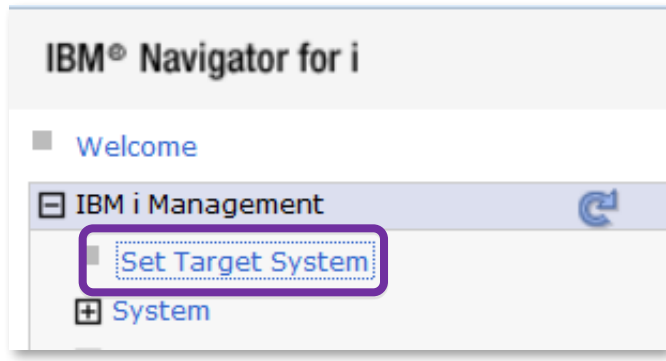 IBM® Navigator for i
Welcome
IBM i Management
Set Target System
System